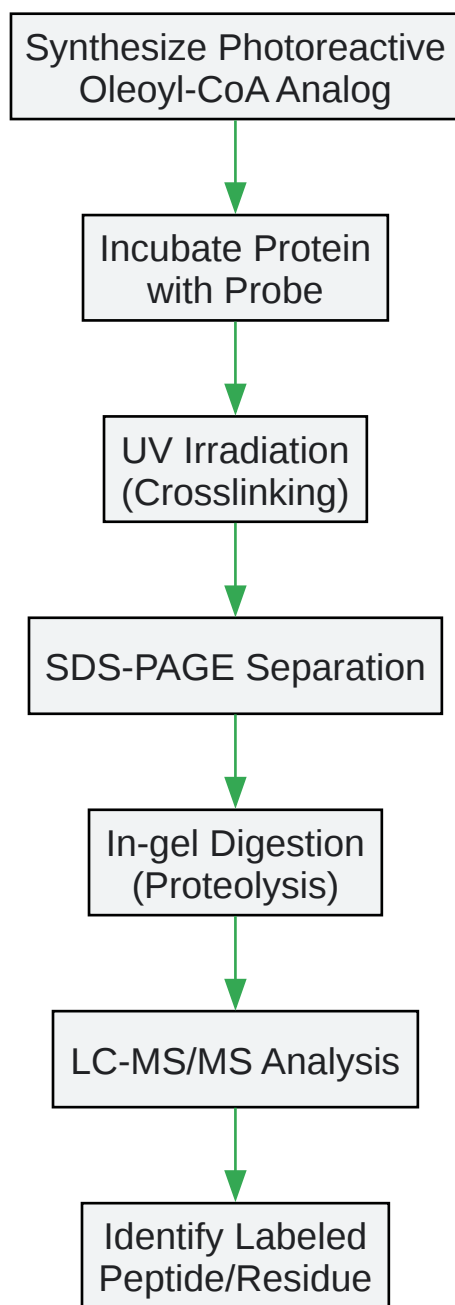 Synthesize Photoreactive
Oleoyl-CoA Analog
Incubate Protein
with Probe
UV Irradiation
(Crosslinking)
SDS-PAGE Separation
In-gel Digestion
(Proteolysis)
LC-MS/MS Analysis
Identify Labeled
Peptide/Residue